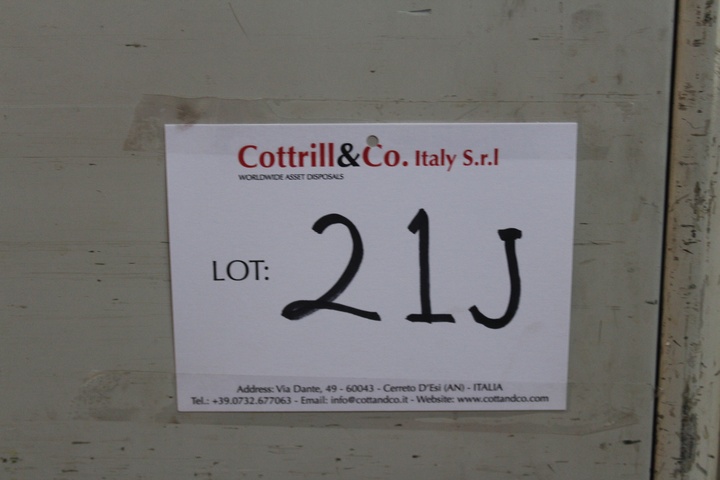 Cottrill&Co. Italy S.r.l
WORLDWIDE ASSET DISPOSALS
LOT: 21J
Address: Via Dante, 49 - 60043 - Cerreto D'Esi (AN) - ITALIA
Tel.: +39.0732.677063 - Email: info@cottandco.it - Website: www.cottandco.com